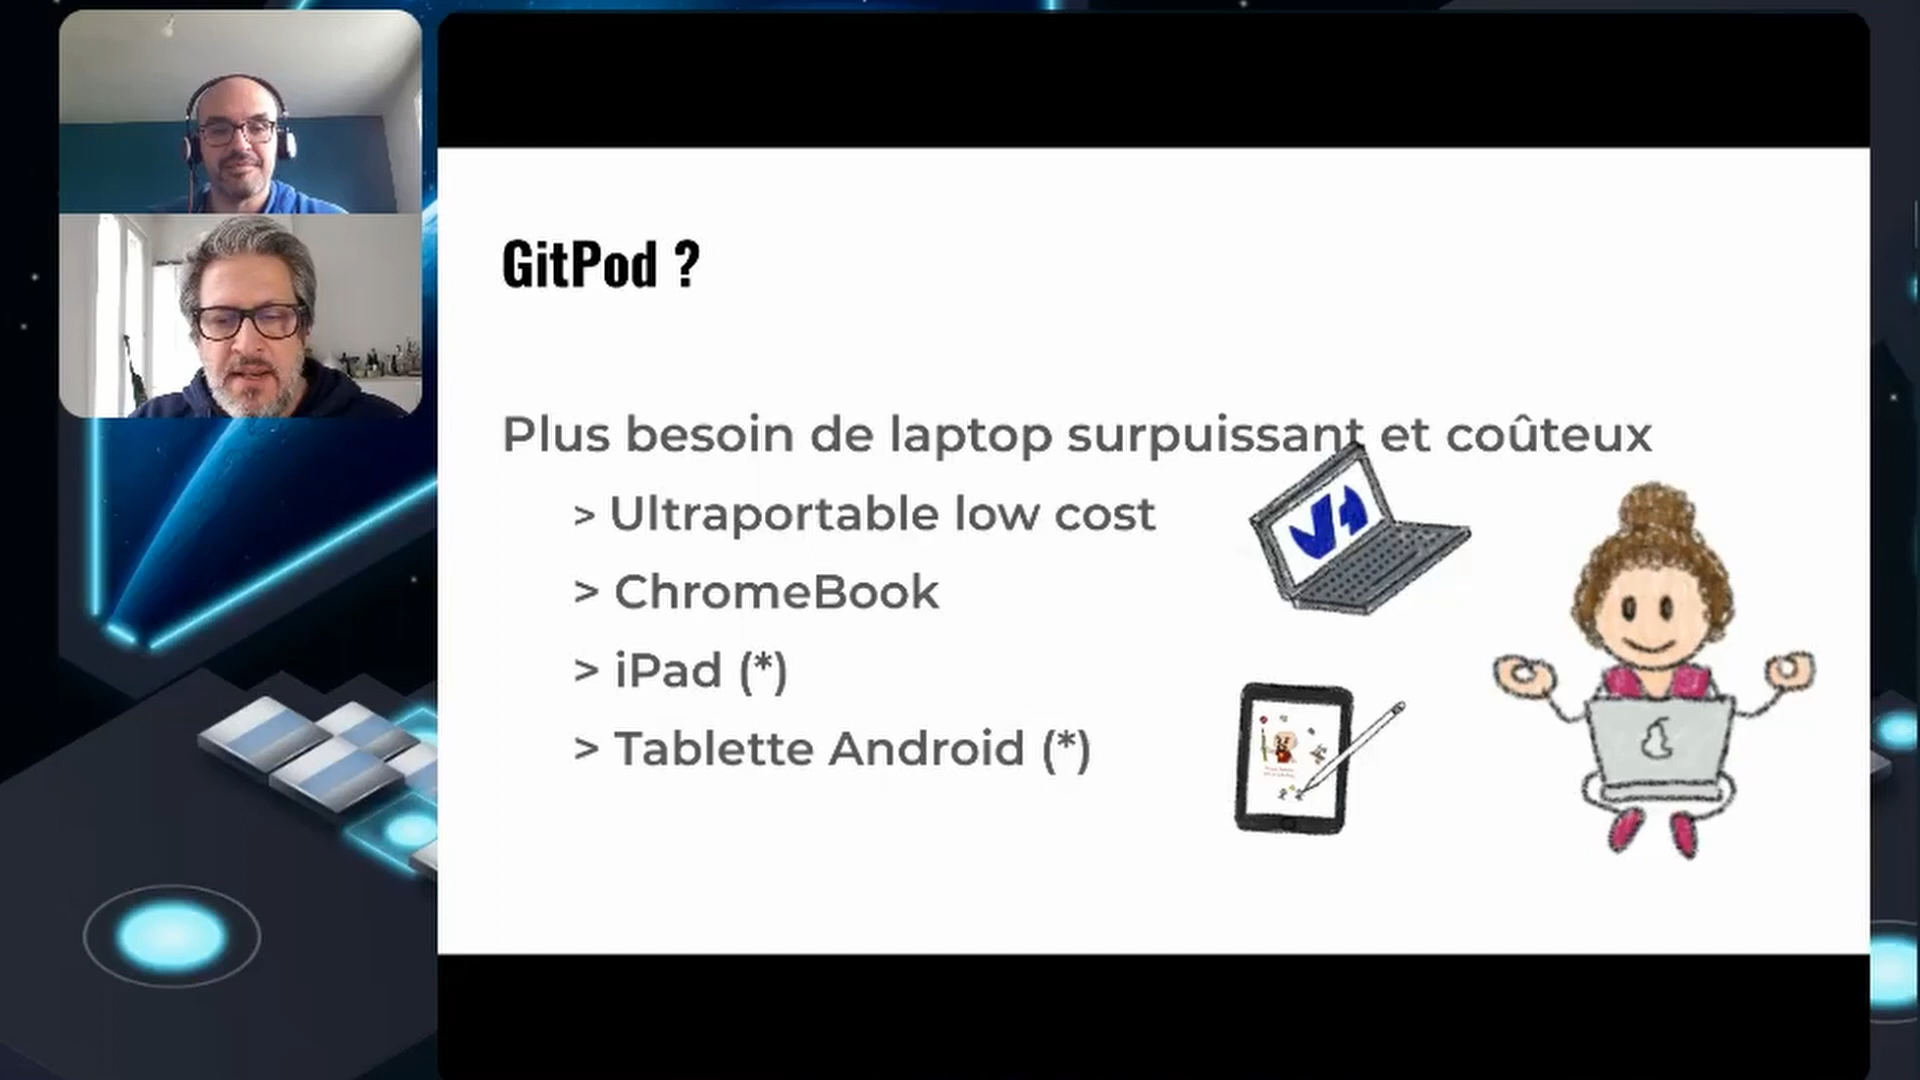 GitPod ?
Plus besoin de laptop surpuissant et coûteux
> Ultraportable low cost
> ChromeBook
> iPad (*)
> Tablette Android (*)